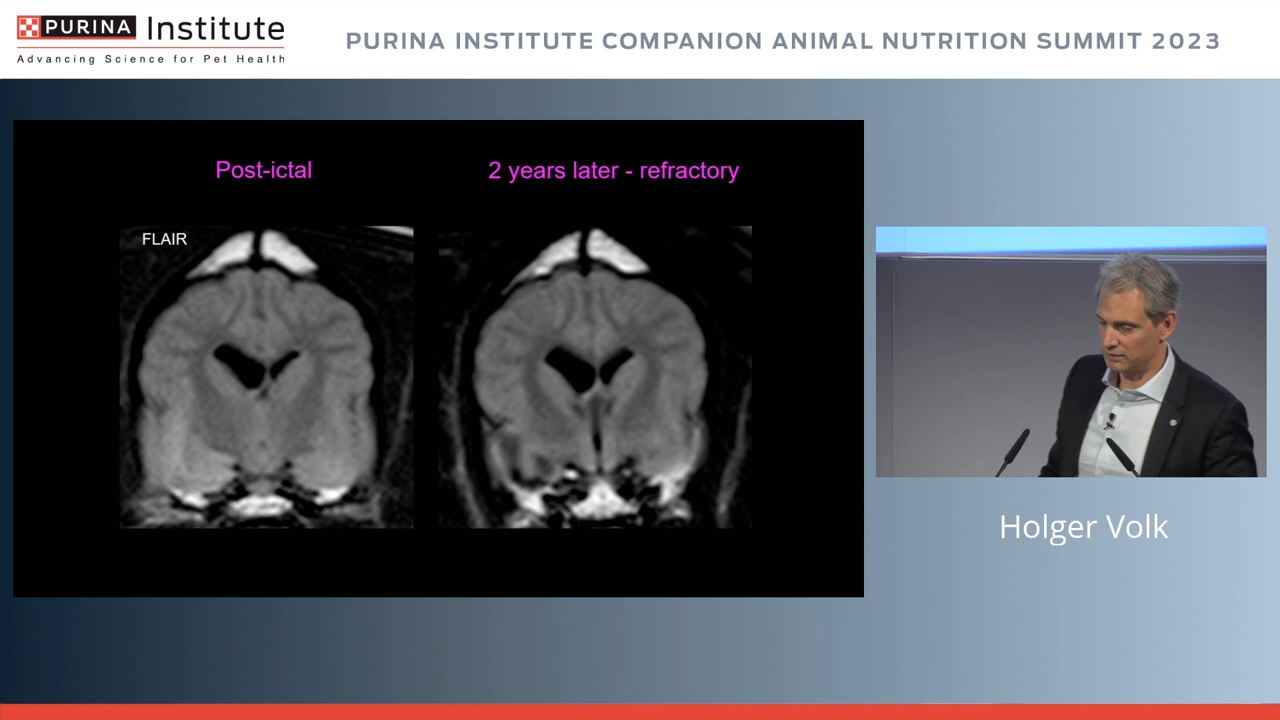 PURINA Institute
Advancing Science for Pet Health
PURINA INSTITUTE COMPANION ANIMAL NUTRITION SUMMIT 2023
Post-ictal
2 years later - refractory
FLAIR
Holger Volk